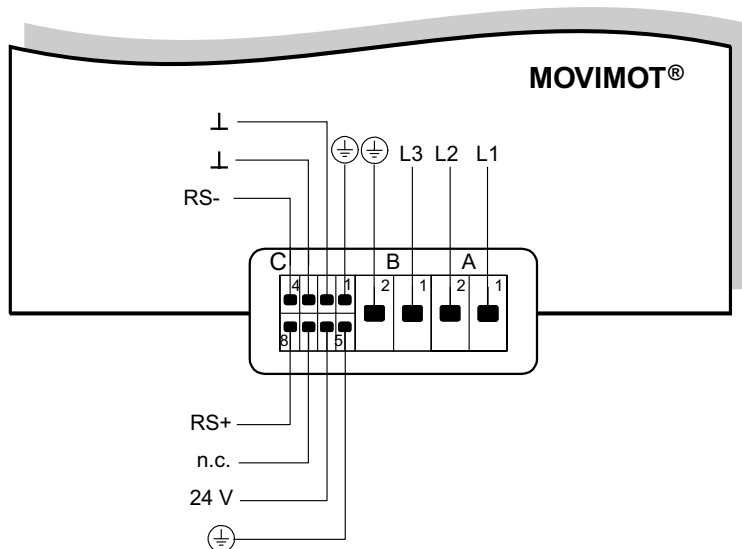 MOVIMOT®
⊥
⊥
RS-
L3 L2 L1
C B A
4 1 2 1 2 1
8 5
RS+
n.c.
24 V